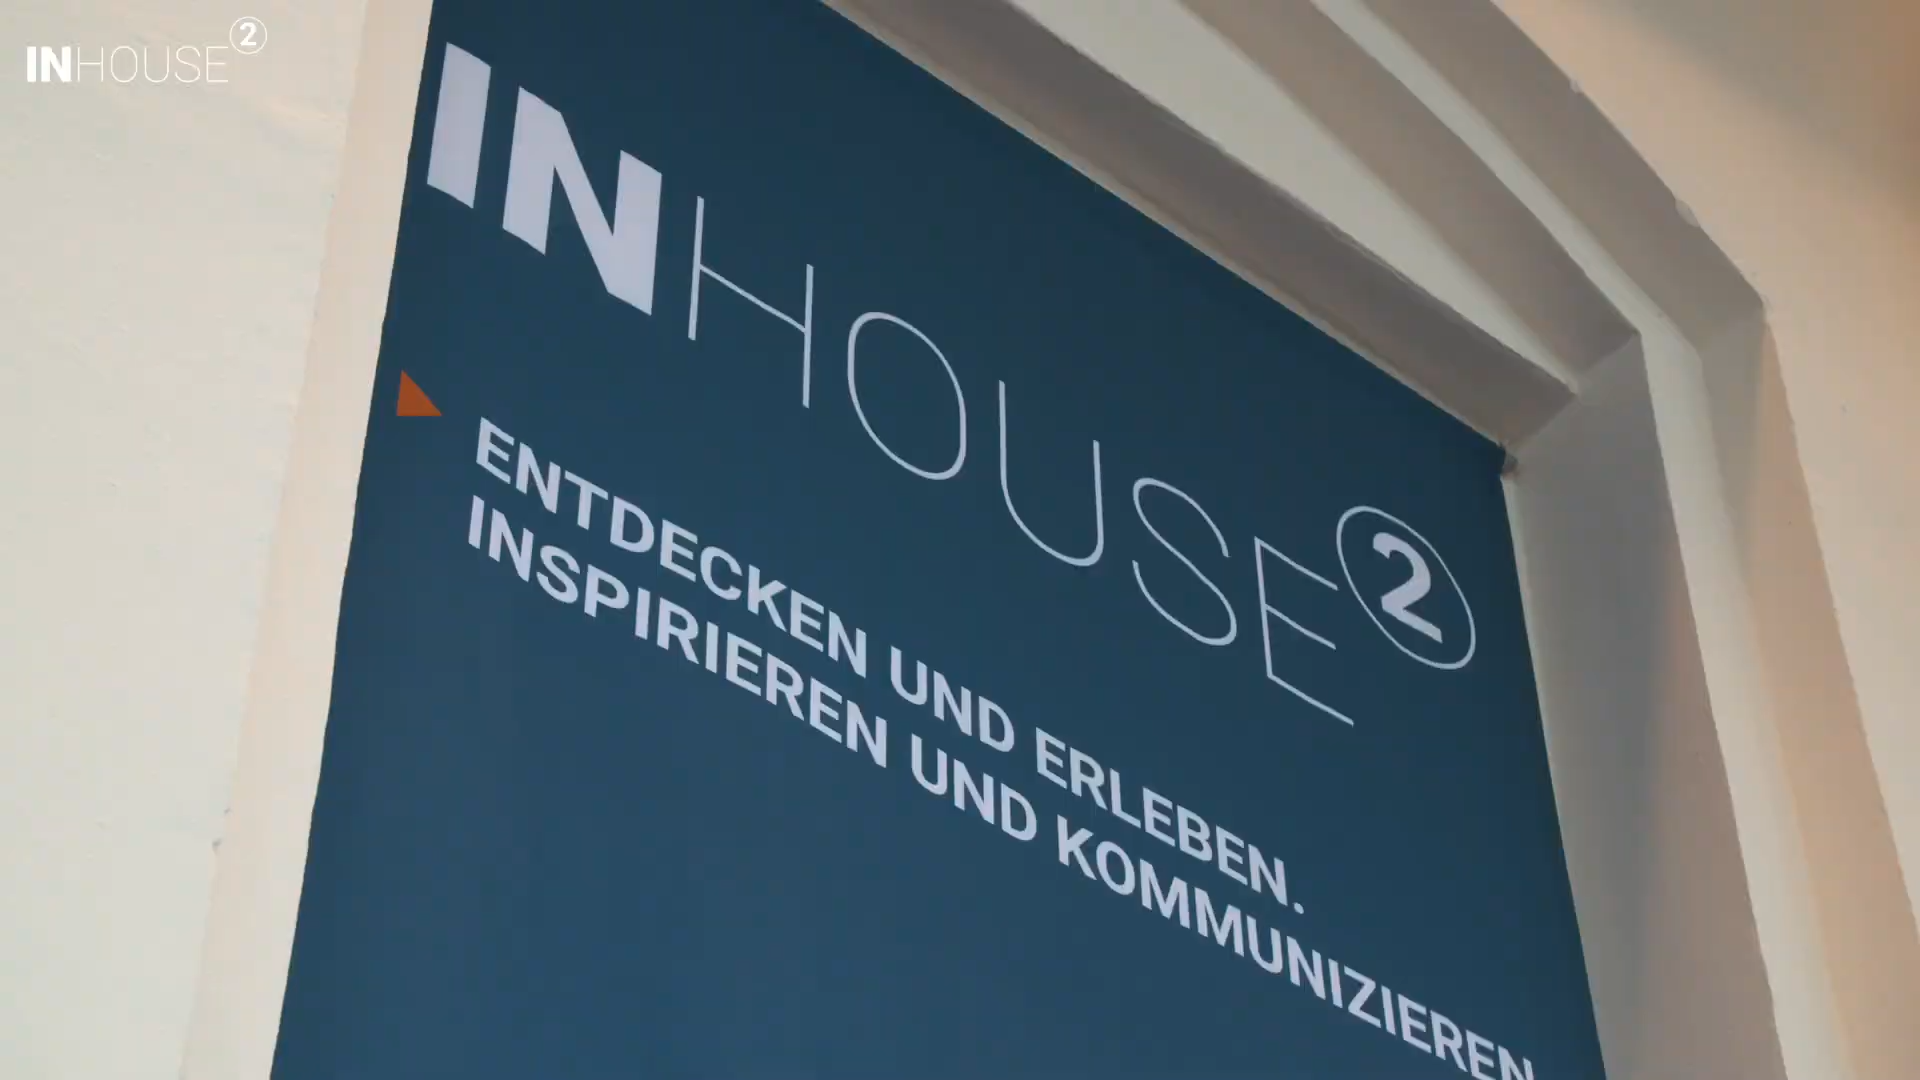 INHOUSE②
INHOUSE②
ENTDECKEN UND ERLEBEN.
INSPIRIEREN UND KOMMUNIZIEREN